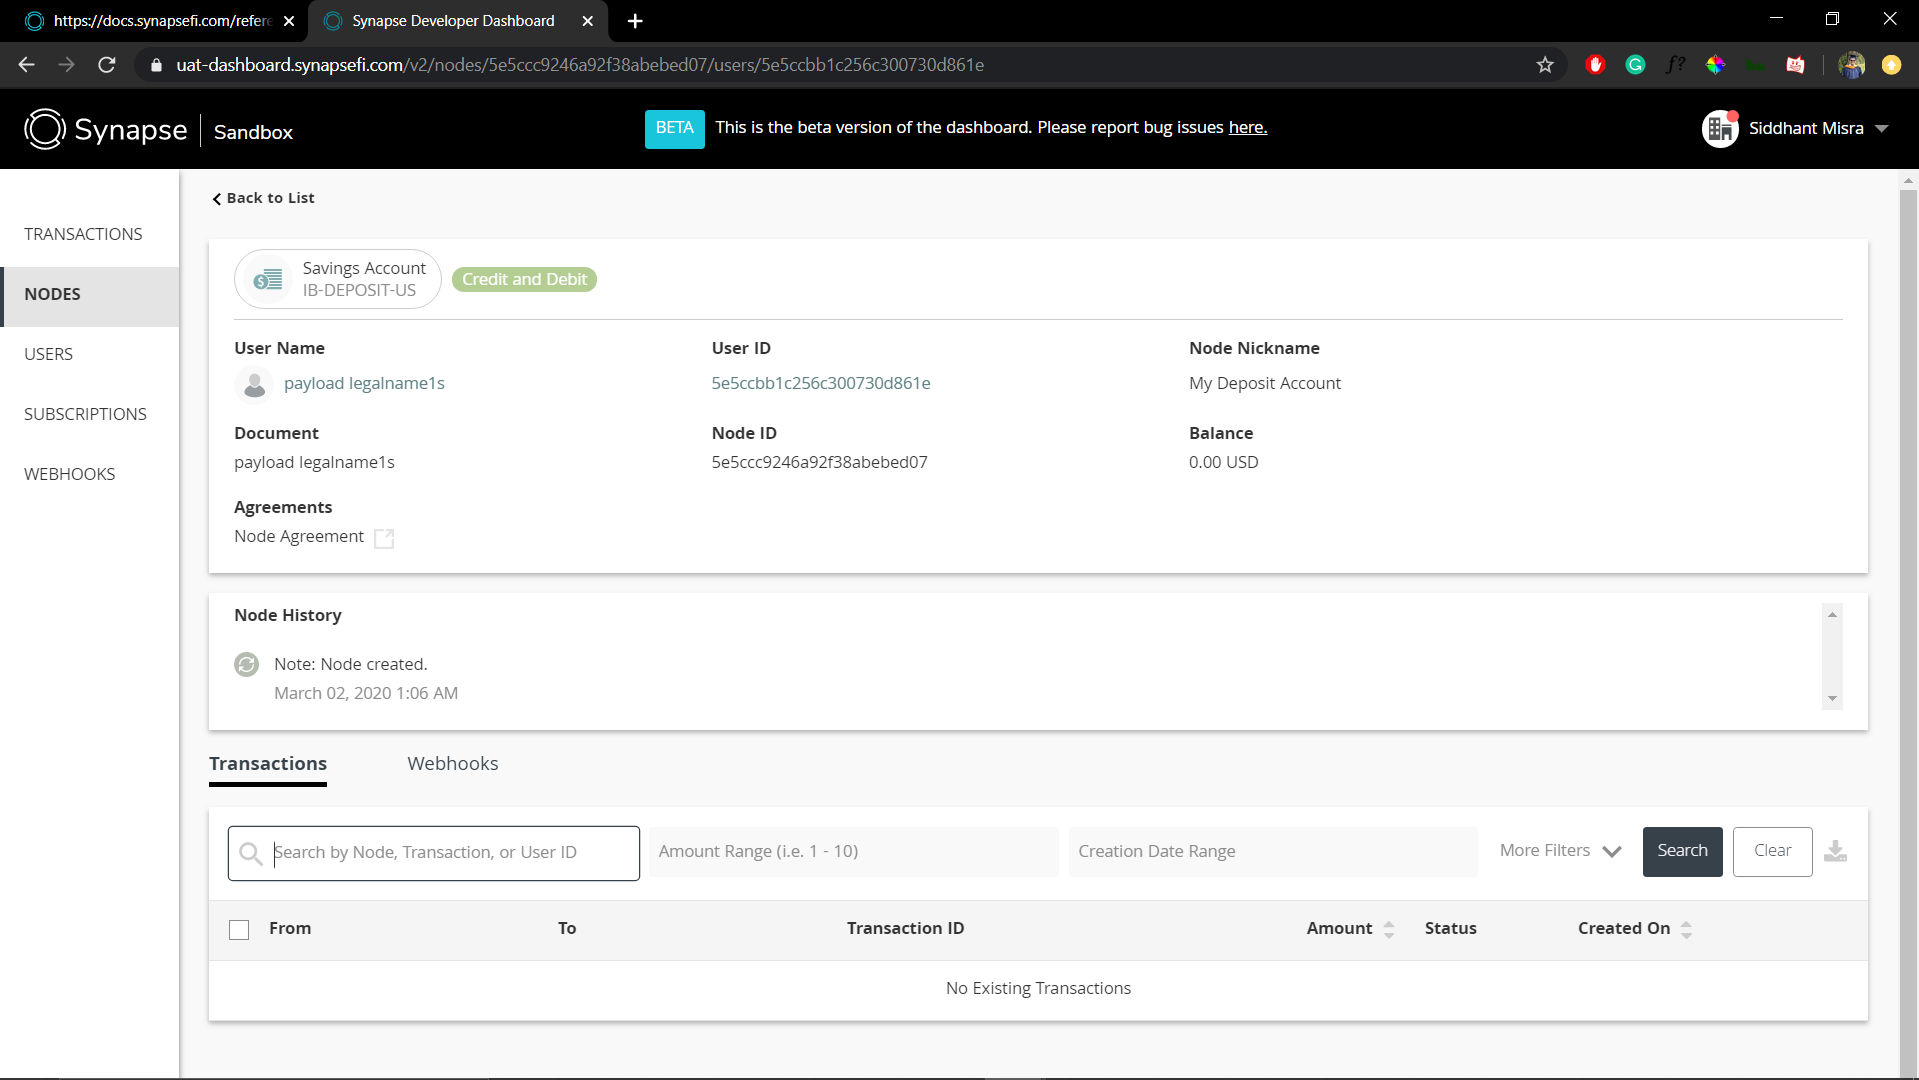 https://docs.synapsefi.com/refere
Synapse Developer Dashboard
uat-dashboard.synapsefi.com/v2/nodes/5e5ccc9246a92f38abebed07/users/5e5ccbb1c256c300730d861e
f?
Synapse
Sandbox
BETA
This is the beta version of the dashboard. Please report bug issues here.
Siddhant Misra
TRANSACTIONS
NODES
USERS
SUBSCRIPTIONS
WEBHOOKS
Back to List
Savings Account
IB-DEPOSIT-US
Credit and Debit
User Name
User ID
Node Nickname
payload legalname1s
5e5ccbb1c256c300730d861e
My Deposit Account
Document
Node ID
Balance
payload legalname1s
5e5ccc9246a92f38abebed07
0.00 USD
Agreements
Node Agreement
Node History
Note: Node created.
March 02, 2020 1:06 AM
Transactions
Webhooks
Search by Node, Transaction, or User ID
Amount Range (i.e. 1 - 10)
Creation Date Range
More Filters
Search
Clear
From
To
Transaction ID
Amount
Status
Created On
No Existing Transactions